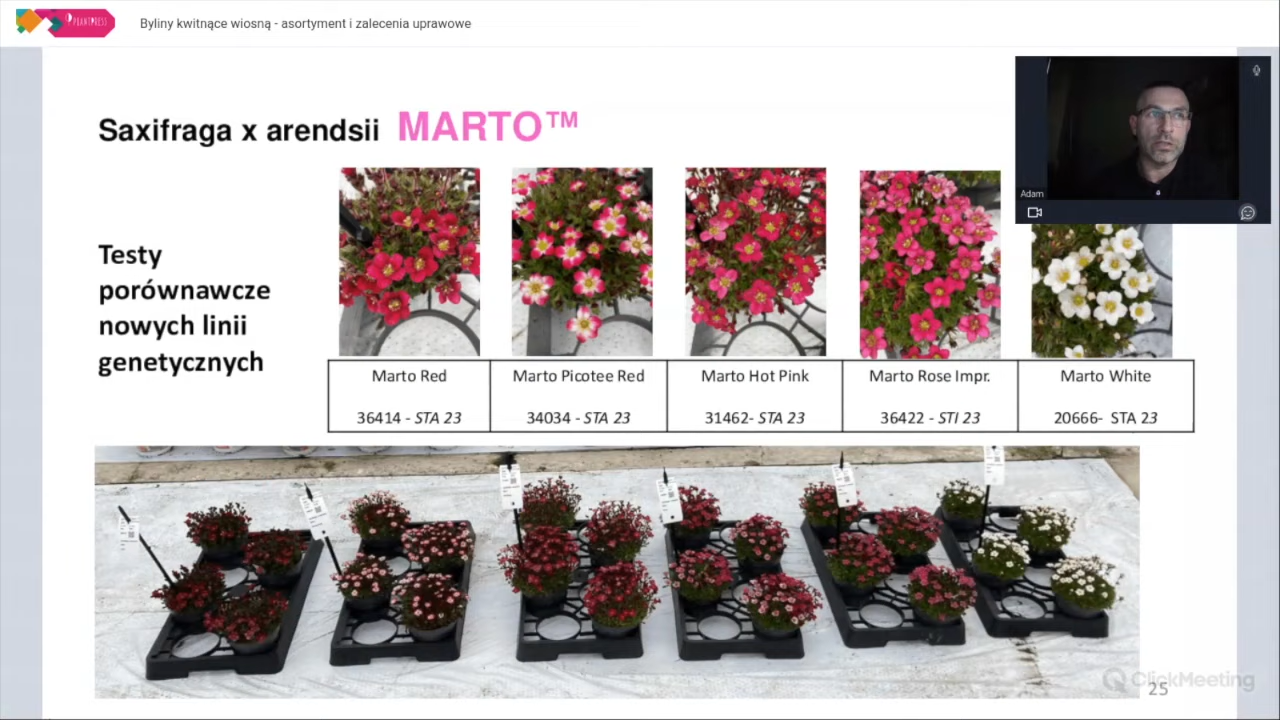 PLANTPRESS
Byliny kwitnące wiosną - asortyment i zalecenia uprawowe
Saxifraga x arendsii MARTO™
Adam
Testy
porównawcze
nowych linii
genetycznych
Marto Red
36414 - STA 23
Marto Picotee Red
34034 - STA 23
Marto Hot Pink
31462- STA 23
Marto Rose Impr.
36422 - STI 23
Marto White
20666- STA 23
ClickMeeting
25